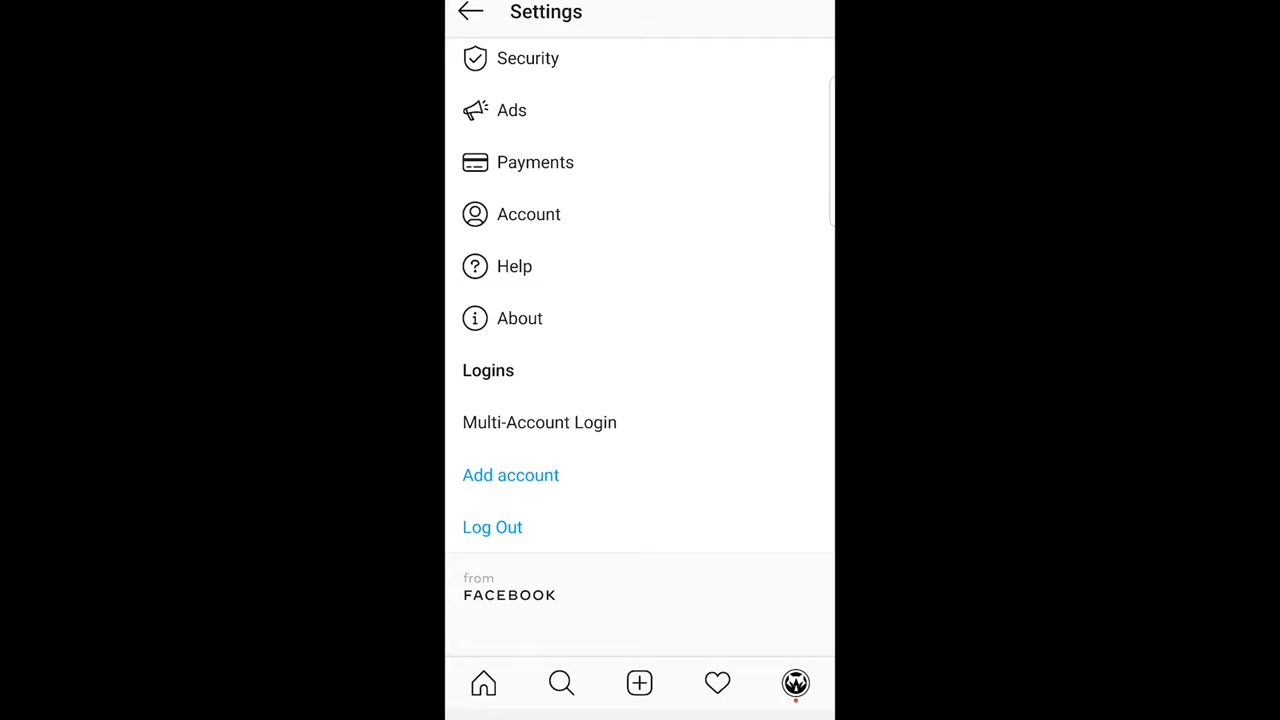 Settings
Security
Ads
Payments
Account
Help
About
Logins
Multi-Account Login
Add account
Log Out
from
FACEBOOK